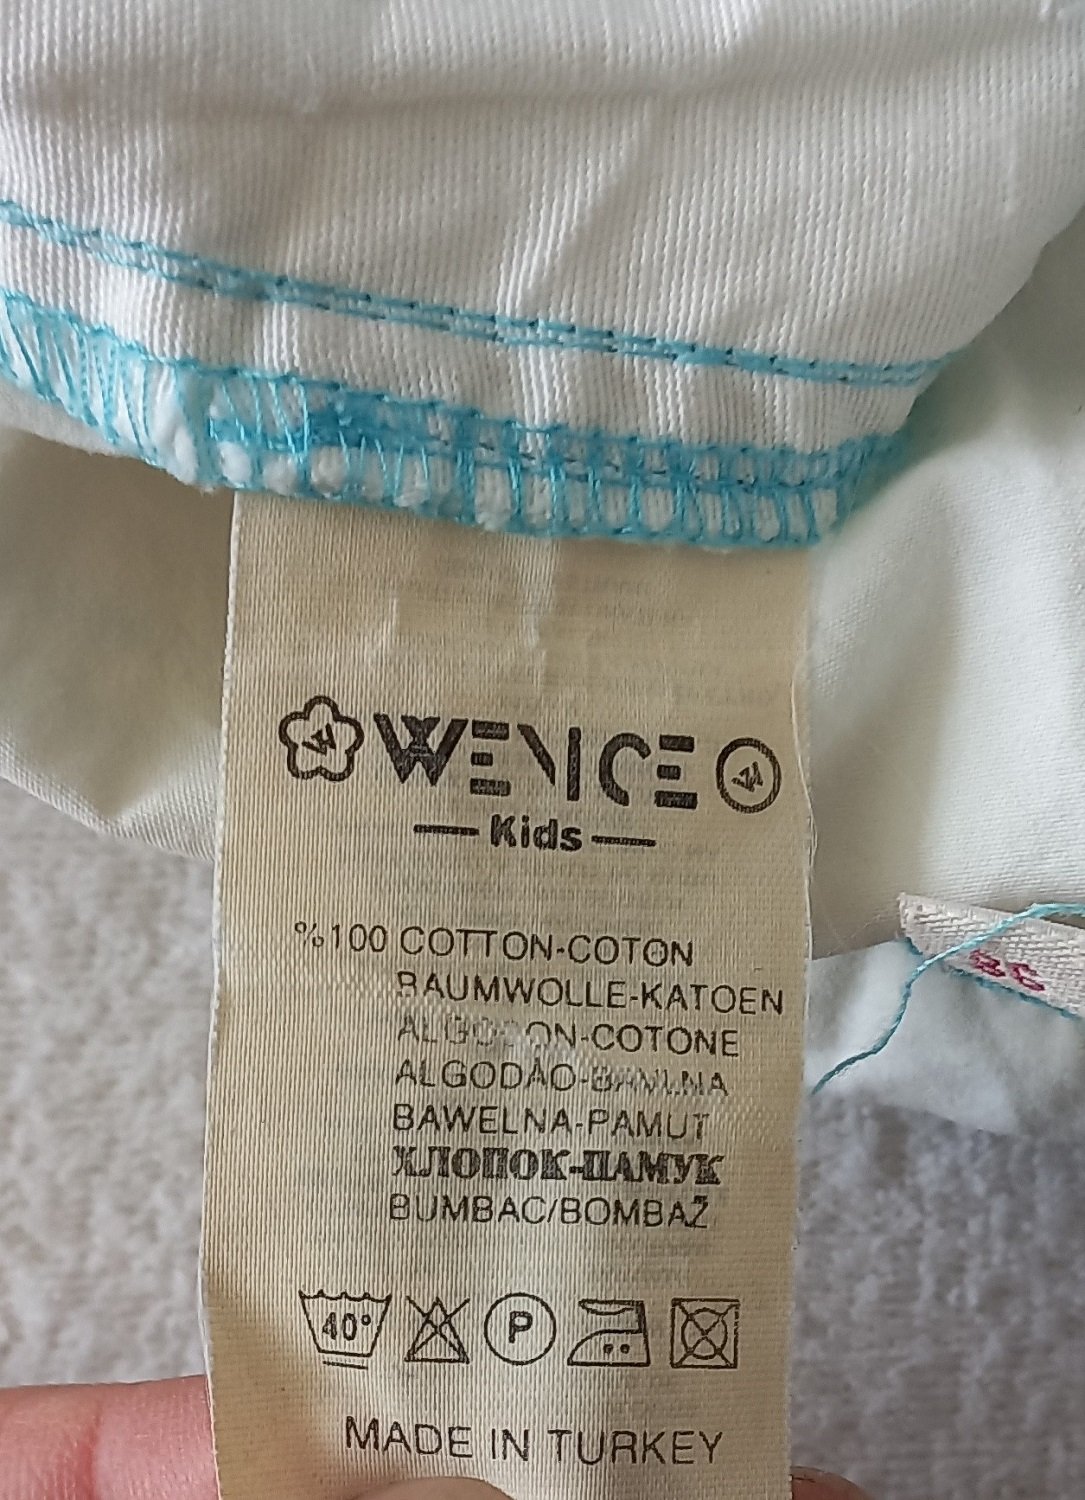 WENICE
Kids
%100 COTTON-COTON
BAUMWOLLE-KATOEN
ALGODON-COTONE
ALGODÃO-BAVLNA
BAWELNA-PAMUT
ХЛОПОК-ПАМУК
BUMBAC/BOMBAŽ
40° P
MADE IN TURKEY